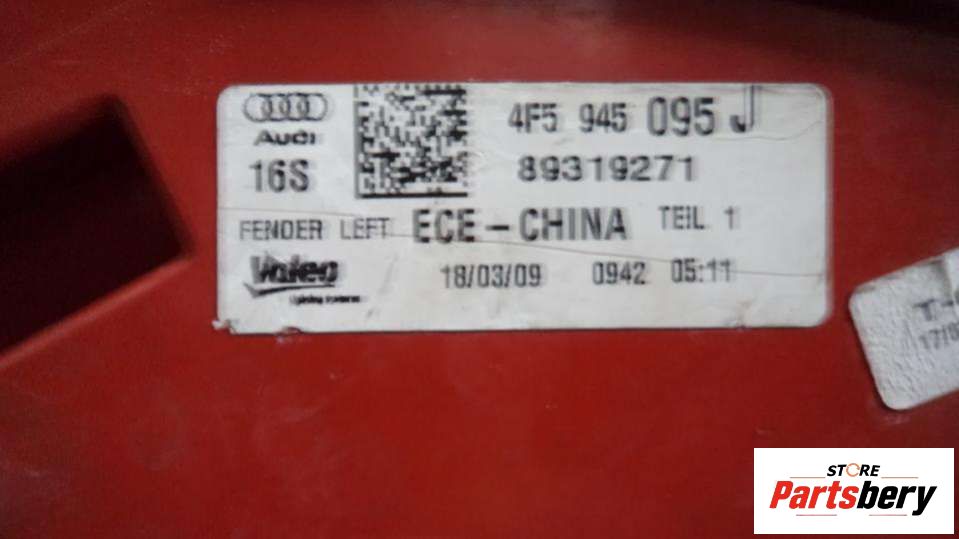 Audi
4F5 945 095 J
89319271
16S
FENDER LEFT ECE-CHINA TEIL 1
Valeo
18/03/09 0942 05:11
STORE
Partsbery